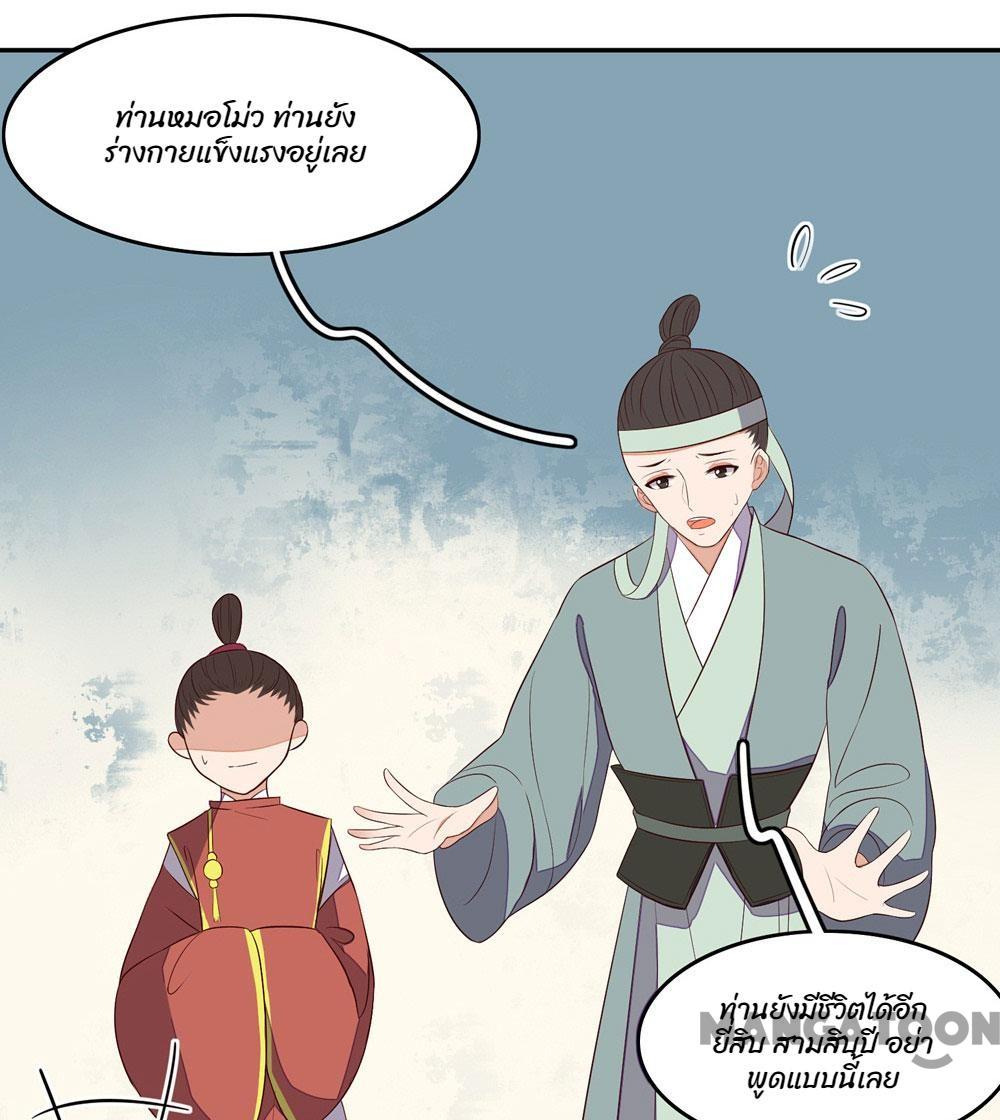 ท่านหมอโม่ว ท่านยัง
ร่างกายแข็งแรงอยู่เลย
ท่านยังมีชีวิตได้อีก
ยี่สิบ สามสิบปี อย่า
พูดแบบนี้เลย
MANGATOON